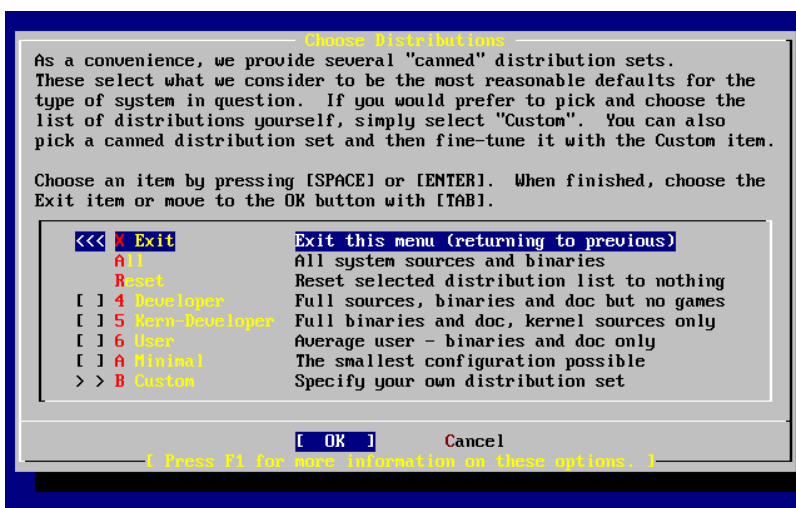 Choose Distributions
As a convenience, we provide several "canned" distribution sets.
These select what we consider to be the most reasonable defaults for the
type of system in question.  If you would prefer to pick and choose the
list of distributions yourself, simply select "Custom".  You can also
pick a canned distribution set and then fine-tune it with the Custom item.
Choose an item by pressing [SPACE] or [ENTER].  When finished, choose the
Exit item or move to the OK button with [TAB].
<<< X Exit Exit this menu (returning to previous)
All All system sources and binaries
Reset Reset selected distribution list to nothing
[ ] 4 Developer Full sources, binaries and doc but no games
[ ] 5 Kern-Developer Full binaries and doc, kernel sources only
[ ] 6 User Average user - binaries and doc only
[ ] A Minimal The smallest configuration possible
> > B Custom Specify your own distribution set
[ OK ] Cancel
[ Press F1 for more information on these options. ]